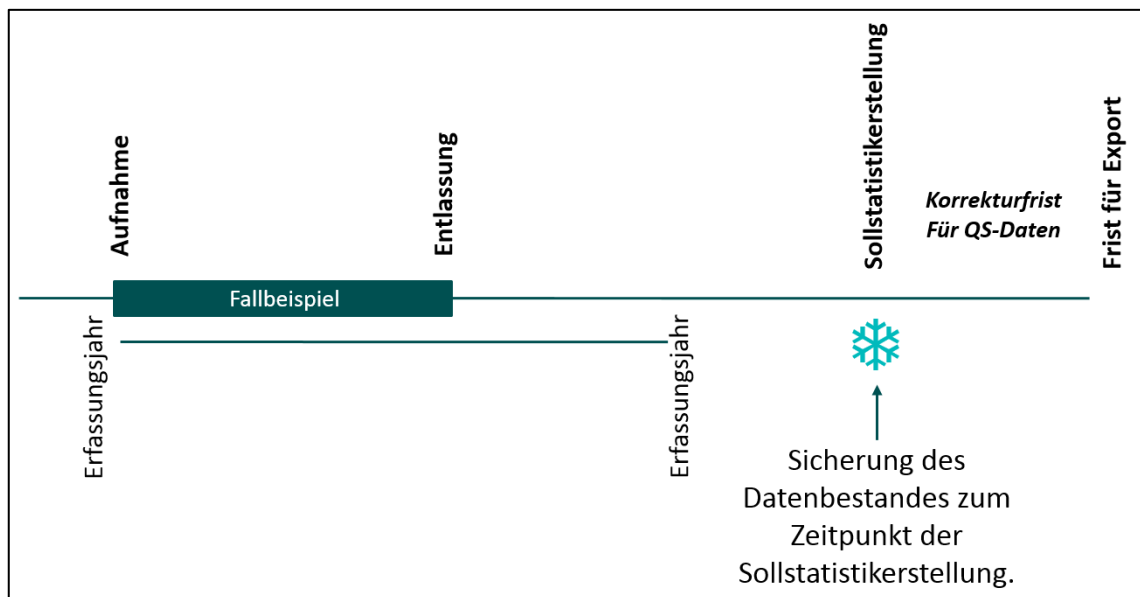 Aufnahme
Entlassung
Sollstatistikerstellung
Korrekturfrist
Für QS-Daten
Frist für Export
Fallbeispiel
Erfassungsjahr
Erfassungsjahr
Sicherung des
Datenbestandes zum
Zeitpunkt der
Sollstatistikerstellung.